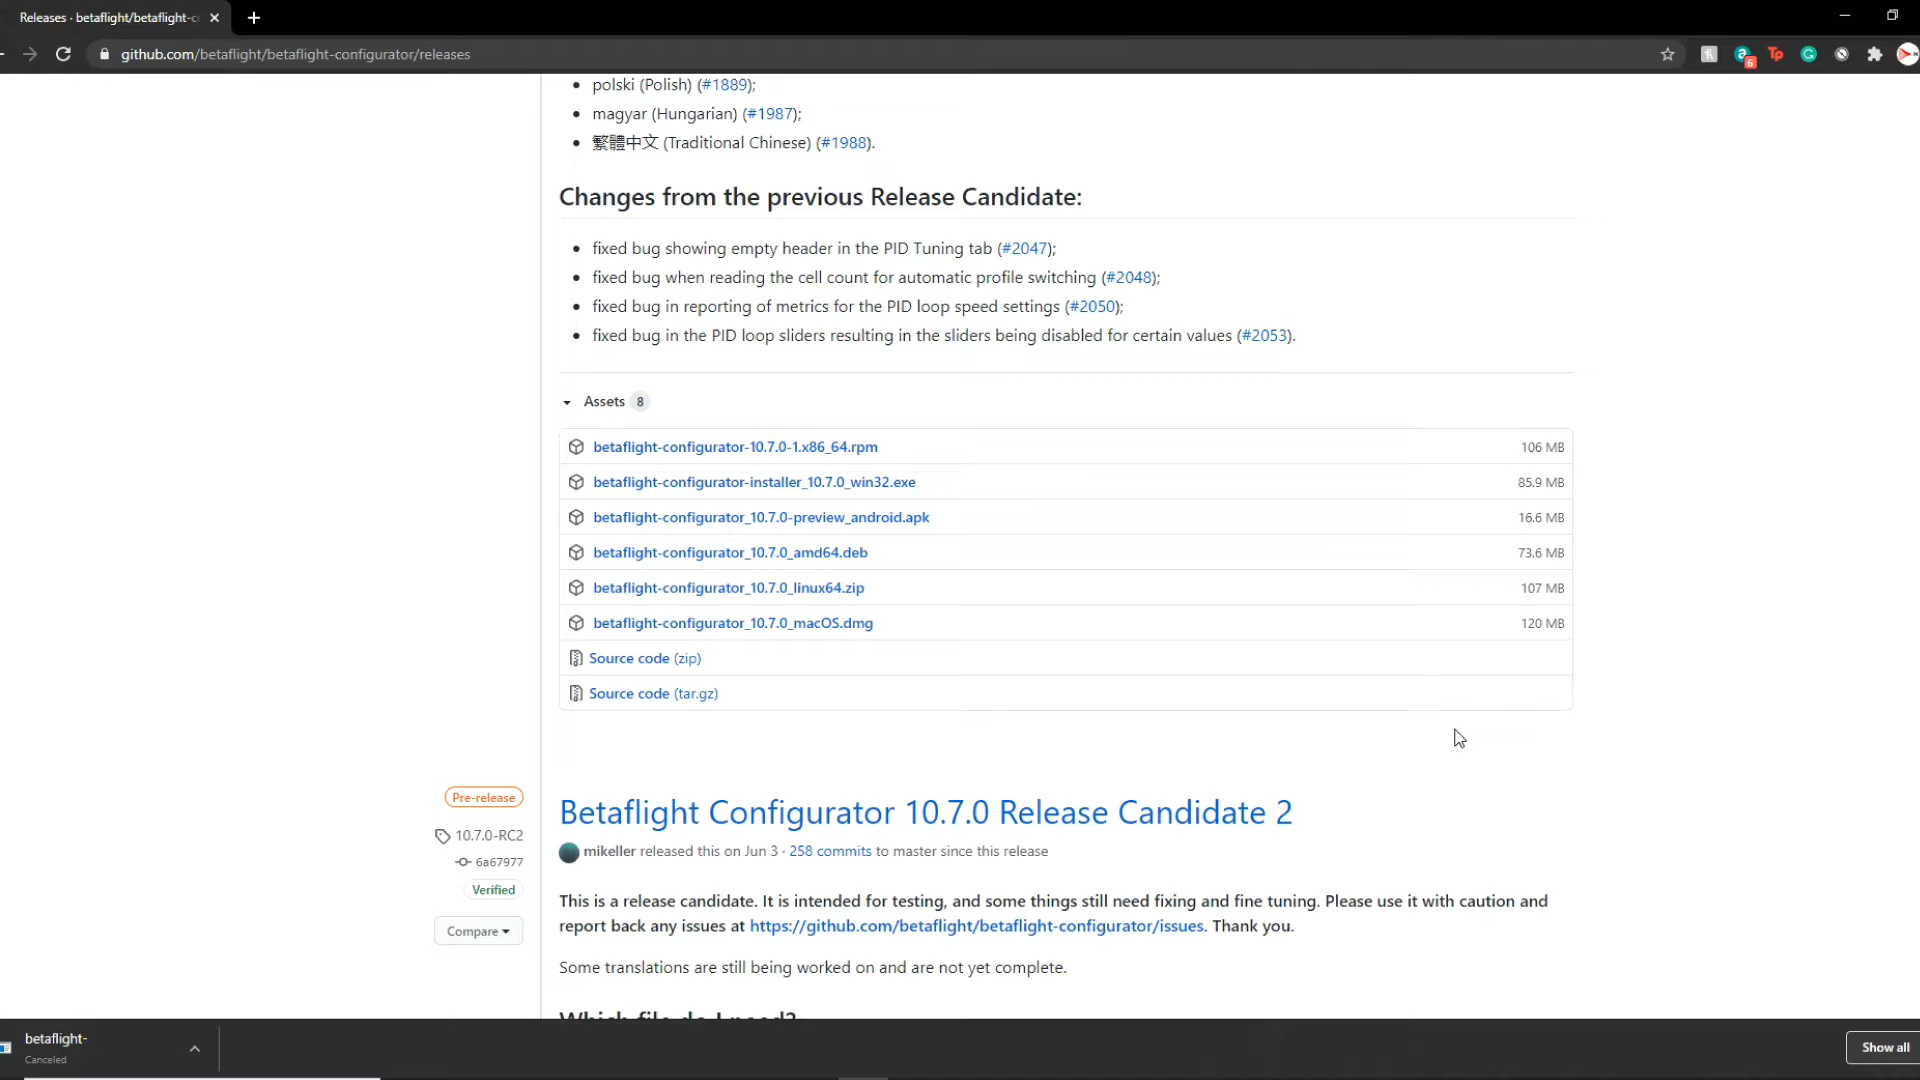 Releases · betaflight/betaflight-c
github.com/betaflight/betaflight-configurator/releases
polski (Polish) (#1889);
magyar (Hungarian) (#1987);
繁體中文 (Traditional Chinese) (#1988).
Changes from the previous Release Candidate:
fixed bug showing empty header in the PID Tuning tab (#2047);
fixed bug when reading the cell count for automatic profile switching (#2048);
fixed bug in reporting of metrics for the PID loop speed settings (#2050);
fixed bug in the PID loop sliders resulting in the sliders being disabled for certain values (#2053).
Assets 8
betaflight-configurator-10.7.0-1.x86_64.rpm 106 MB
betaflight-configurator-installer_10.7.0_win32.exe 85.9 MB
betaflight-configurator_10.7.0-preview_android.apk 16.6 MB
betaflight-configurator_10.7.0_amd64.deb 73.6 MB
betaflight-configurator_10.7.0_linux64.zip 107 MB
betaflight-configurator_10.7.0_macOS.dmg 120 MB
Source code (zip)
Source code (tar.gz)
Pre-release
10.7.0-RC2
6a67977
Verified
Compare
Betaflight Configurator 10.7.0 Release Candidate 2
mikeller released this on Jun 3 · 258 commits to master since this release
This is a release candidate. It is intended for testing, and some things still need fixing and fine tuning. Please use it with caution and
report back any issues at https://github.com/betaflight/betaflight-configurator/issues. Thank you.
Some translations are still being worked on and are not yet complete.
Which file do I need?
betaflight-
Canceled
Show all